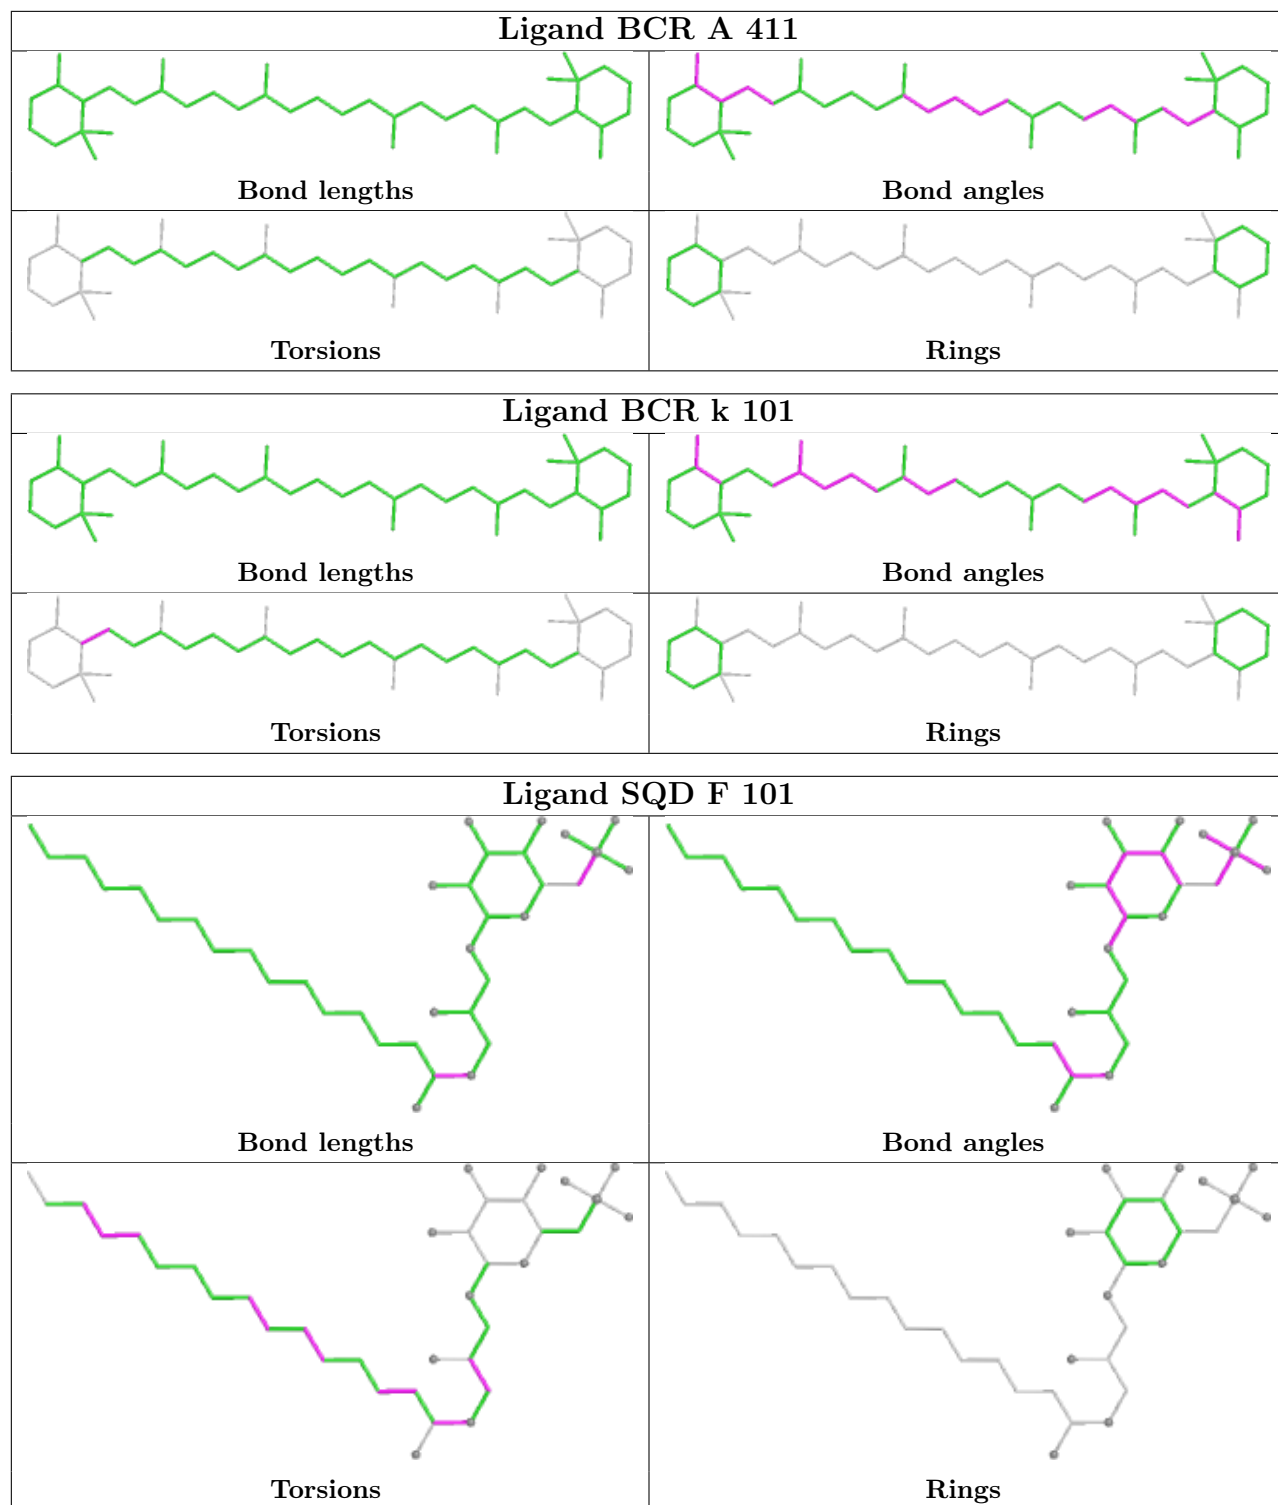 Ligand BCR A 411
Bond lengths
Bond angles
Torsions
Rings
Ligand BCR k 101
Bond lengths
Bond angles
Torsions
Rings
Ligand SQD F 101
Bond lengths
Bond angles
Torsions
Rings